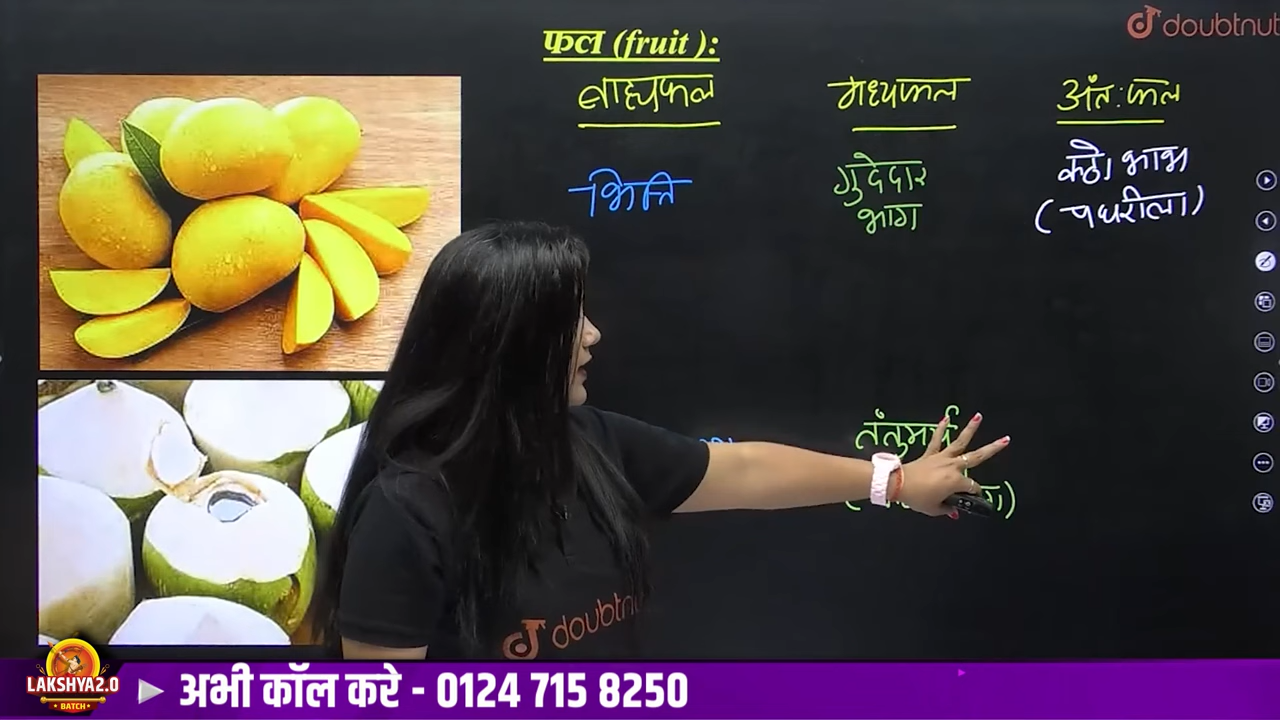 doubtnut
फल (fruit):
बाह्यफल मध्यफल अंतःफल
भित्ति गुदेदार कठोर भाग
भाग (पथरीला)
doubtnut
LAKSHYA2.0
BATCH
अभी कॉल करे - 0124 715 8250